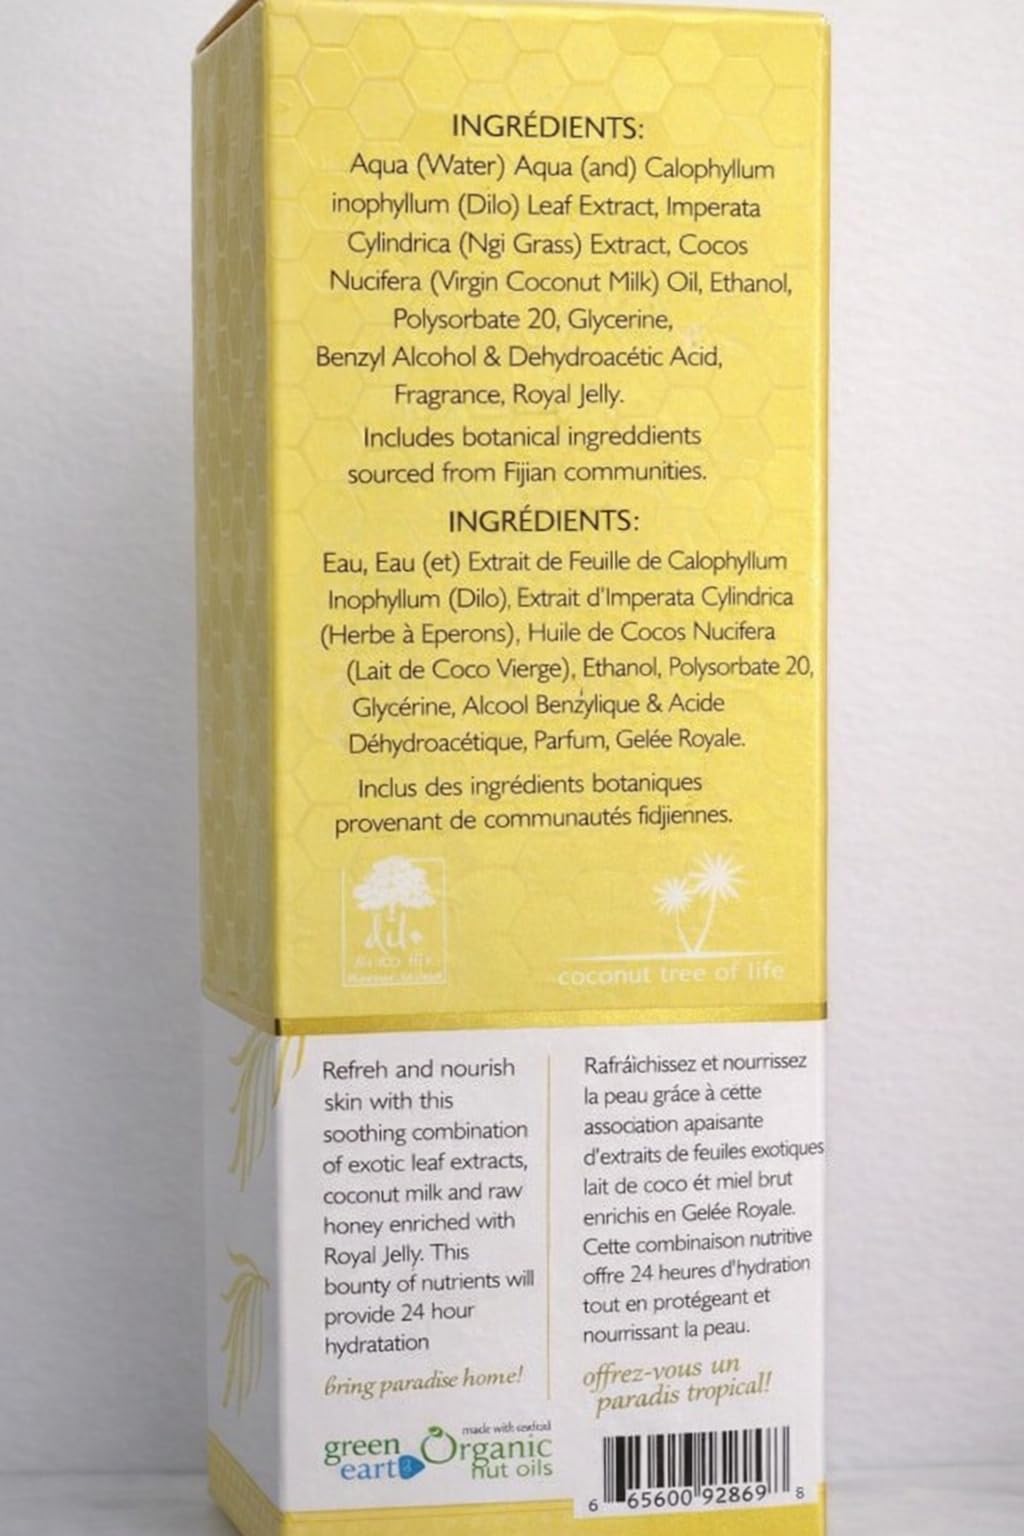 INGRÉDIENTS:
Aqua (Water) Aqua (and) Calophyllum
inophyllum (Dilo) Leaf Extract, Imperata
Cylindrica (Ngi Grass) Extract, Cocos
Nucifera (Virgin Coconut Milk) Oil, Ethanol,
Polysorbate 20, Glycerine,
Benzyl Alcohol & Dehydroacétic Acid,
Fragrance, Royal Jelly.
Includes botanical ingreddients
sourced from Fijian communities.
INGRÉDIENTS:
Eau, Eau (et) Extrait de Feuille de Calophyllum
Inophyllum (Dilo), Extrait d'Imperata Cylindrica
(Herbe à Eperons), Huile de Cocos Nucifera
(Lait de Coco Vierge), Ethanol, Polysorbate 20,
Glycérine, Alcool Benzylique & Acide
Déhydroacétique, Parfum, Gelée Royale.
Inclus des ingrédients botaniques
provenant de communautés fidjiennes.
coconut tree of life
Refreh and nourish
skin with this
soothing combination
of exotic leaf extracts,
coconut milk and raw
honey enriched with
Royal Jelly. This
bounty of nutrients will
provide 24 hour
hydratation
bring paradise home!
Rafráichissez et nourrissez
la peau gráce à cette
association apaisante
d'extraits de feuiles exotiques
lait de coco ét miel brut
enrichis en Gelée Royale.
Cette combinaison nutritive
offre 24 heures d'hydration
tout en protégeant et
nourrissant la peau.
offrez-vous un
paradis tropical!
green
eart
made with
Organic
nut oils
6 65600 92869 8